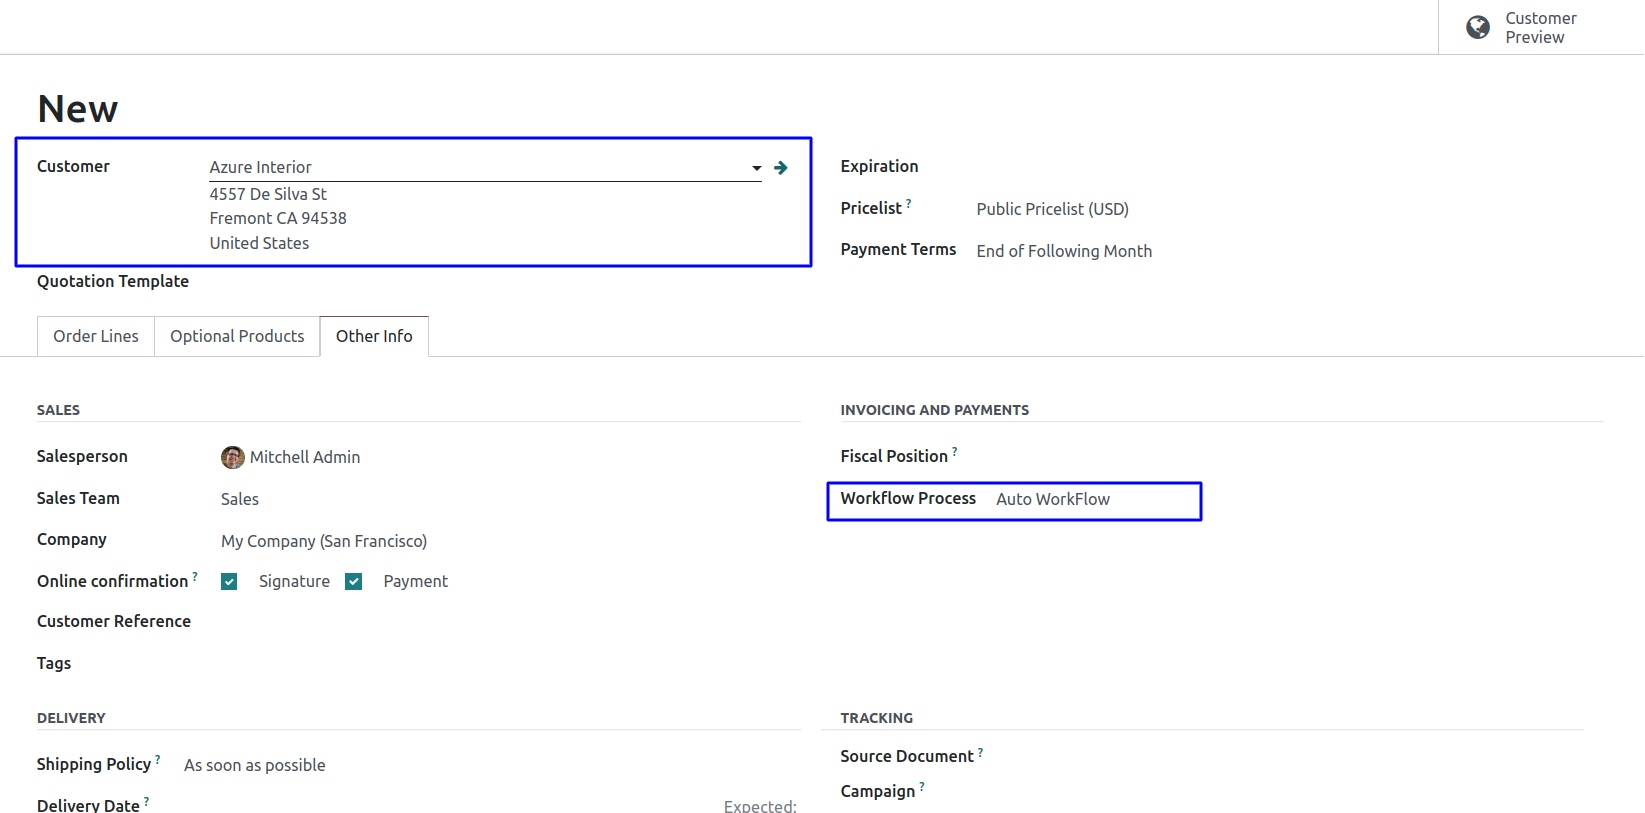 Customer
Preview
New
Customer Azure Interior
4557 De Silva St
Fremont CA 94538
United States
Quotation Template
Expiration
Pricelist ? Public Pricelist (USD)
Payment Terms End of Following Month
Order Lines Optional Products Other Info
SALES
Salesperson Mitchell Admin
Sales Team Sales
Company My Company (San Francisco)
Online confirmation ? Signature Payment
Customer Reference
Tags
INVOICING AND PAYMENTS
Fiscal Position ?
Workflow Process Auto WorkFlow
DELIVERY
Shipping Policy ? As soon as possible
Delivery Date ? Expected:
TRACKING
Source Document ?
Campaign ?